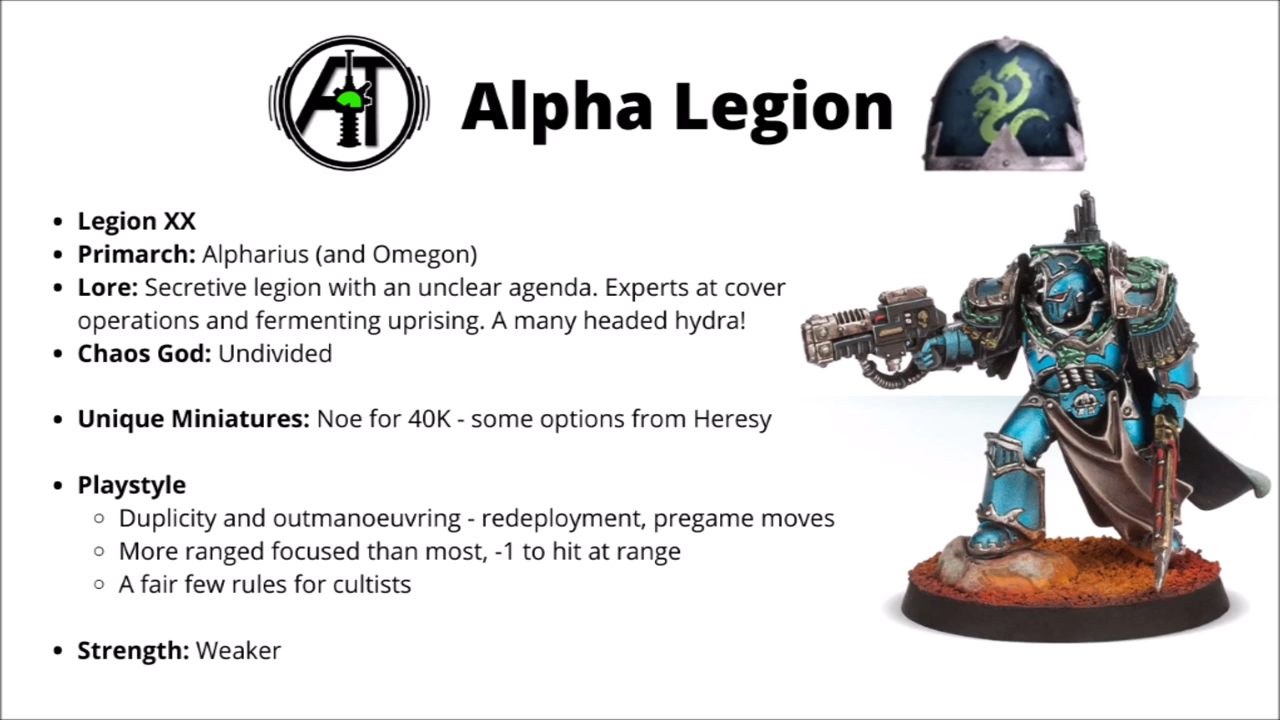 AT
Alpha Legion
• Legion XX
• Primarch: Alpharius (and Omegon)
• Lore: Secretive legion with an unclear agenda. Experts at cover
operations and fermenting uprising. A many headed hydra!
• Chaos God: Undivided
• Unique Miniatures: Noe for 40K - some options from Heresy
• Playstyle
○ Duplicity and outmanoeuvring - redeployment, pregame moves
○ More ranged focused than most, -1 to hit at range
○ A fair few rules for cultists
• Strength: Weaker